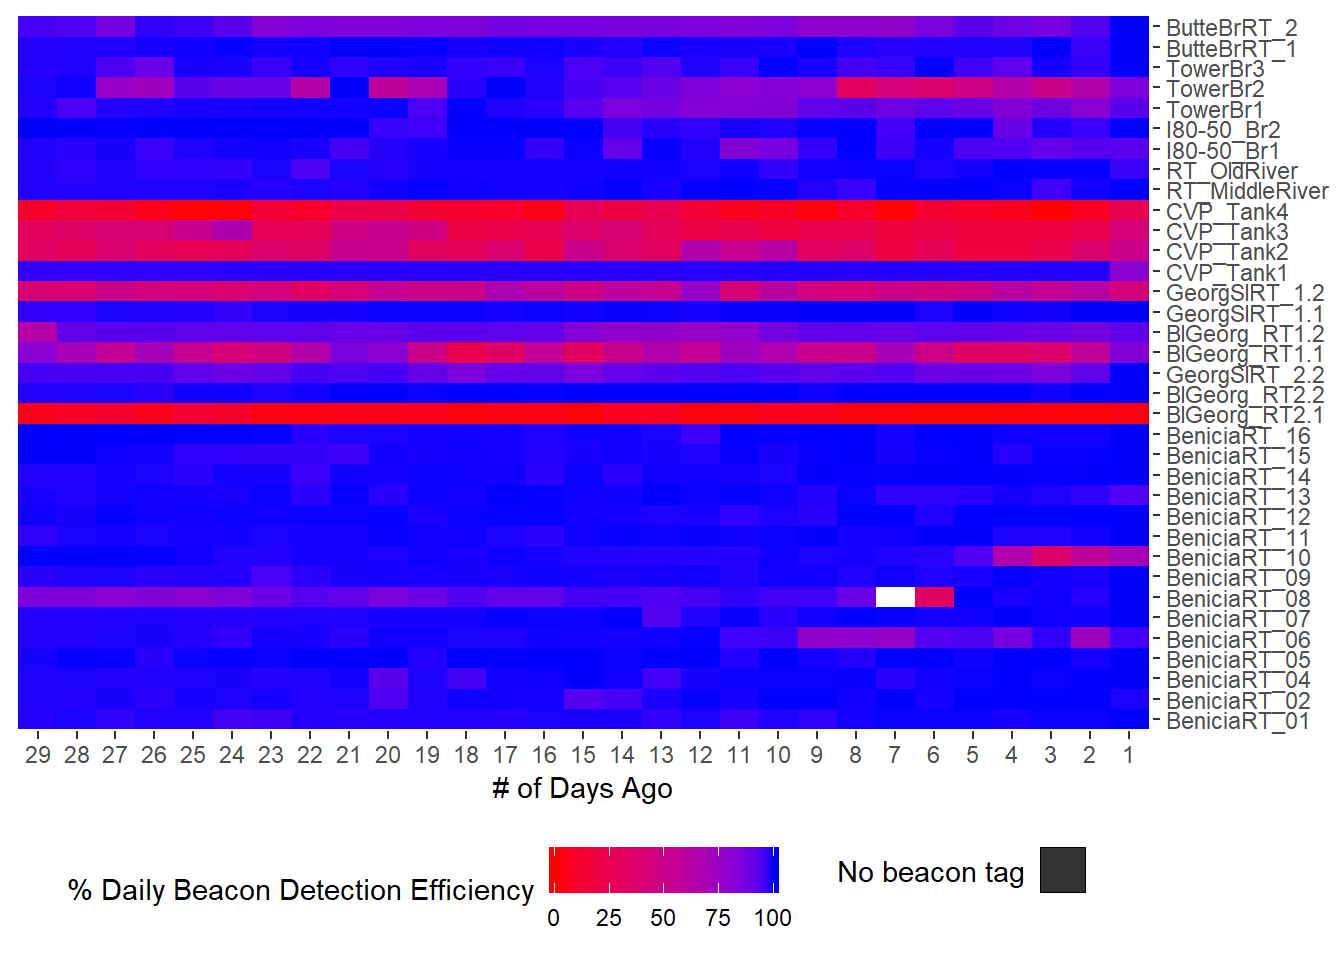 ButteBrRT_2
ButteBrRT_1
TowerBr3
TowerBr2
TowerBr1
I80-50_Br2
I80-50_Br1
RT_OldRiver
RT_MiddleRiver
CVP_Tank4
CVP_Tank3
CVP_Tank2
CVP_Tank1
GeorgSlRT_1.2
GeorgSlRT_1.1
BlGeorg_RT1.2
BlGeorg_RT1.1
GeorgSlRT_2.2
BlGeorg_RT2.2
BlGeorg_RT2.1
BeniciaRT_16
BeniciaRT_15
BeniciaRT_14
BeniciaRT_13
BeniciaRT_12
BeniciaRT_11
BeniciaRT_10
BeniciaRT_09
BeniciaRT_08
BeniciaRT_07
BeniciaRT_06
BeniciaRT_05
BeniciaRT_04
BeniciaRT_02
BeniciaRT_01
29 28 27 26 25 24 23 22 21 20 19 18 17 16 15 14 13 12 11 10 9 8 7 6 5 4 3 2 1
# of Days Ago
% Daily Beacon Detection Efficiency
0 25 50 75 100
No beacon tag